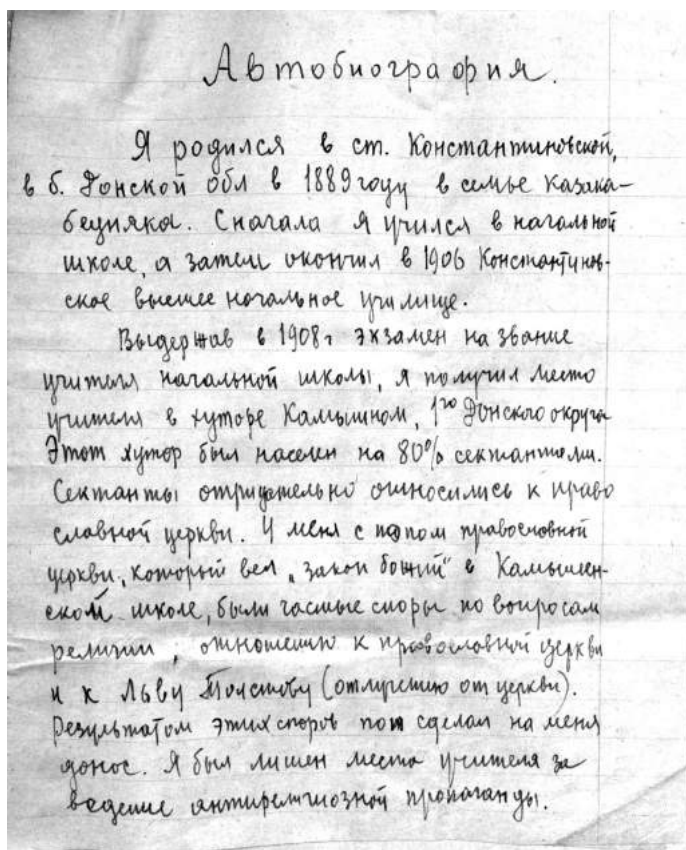 Автобиография.
Я родился в ст. Константиновской,
в б. Донской обл в 1889 году в семье казака-
бедняка. Сначала я учился в начальной
школе, а затем окончил в 1906 Константинов-
ское высшее начальное училище.
Выдержав в 1908 г экзамен на звание
учителя начальной школы, я получил место
учителя в хуторе Камышном, 1го Донского округа
Этот хутор был населен на 80% сектантами.
Сектанты отрицательно относились к право
славной церкви. У меня с попом православной
церкви, который вел „закон божий" в Камышен-
ской школе, были частые споры по вопросам
религии, отношению к православной церкви
и к Льву Толстому (отлучению от церкви).
Результатом этих споров поп сделал на меня
донос. Я был лишен места учителя за
ведение антирелигиозной пропаганды.